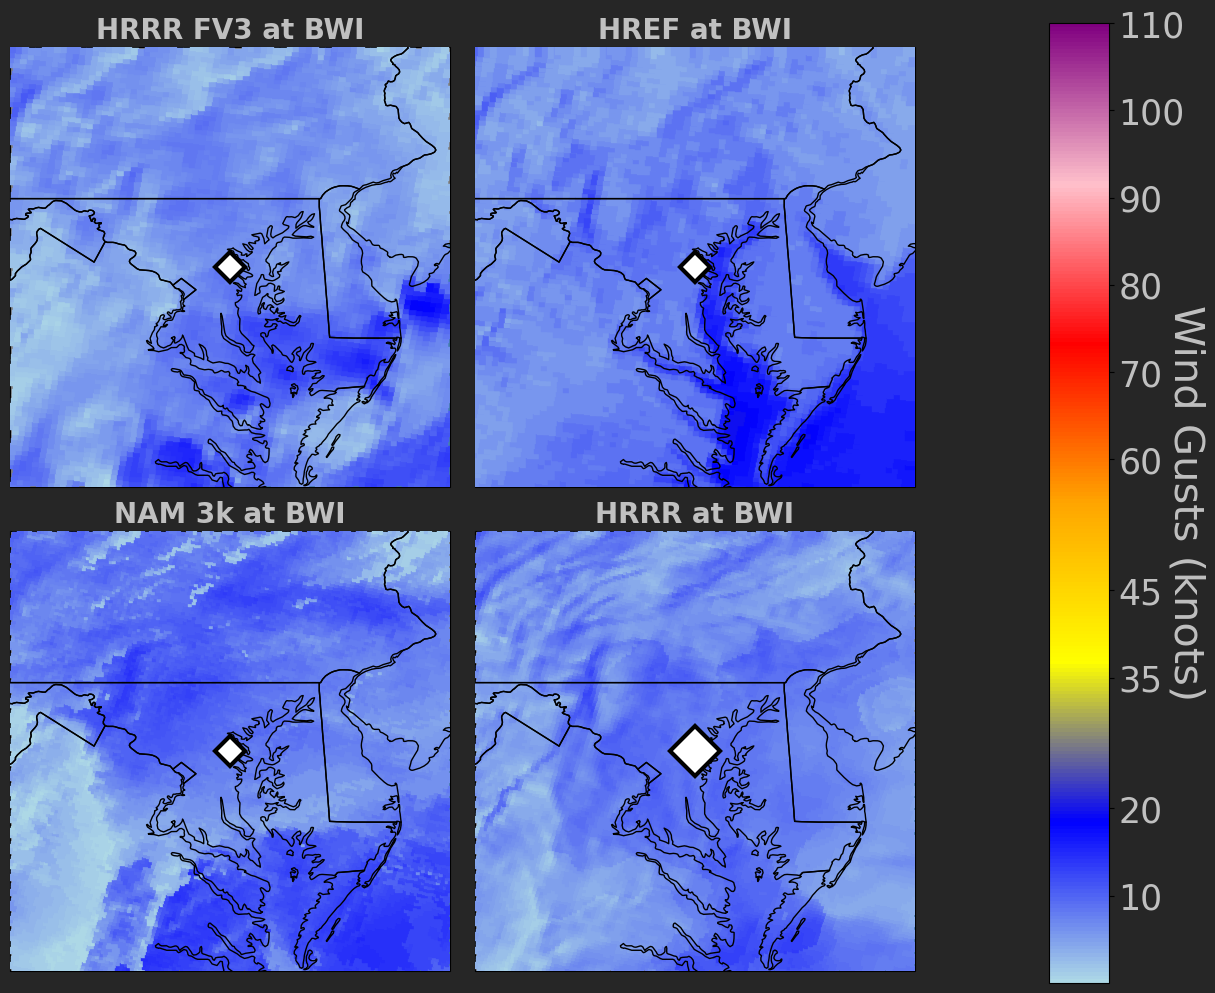 HRRR FV3 at BWI
HREF at BWI
NAM 3k at BWI
HRRR at BWI
110
100
90
80
70
60
45
35
20
10
Wind Gusts (knots)